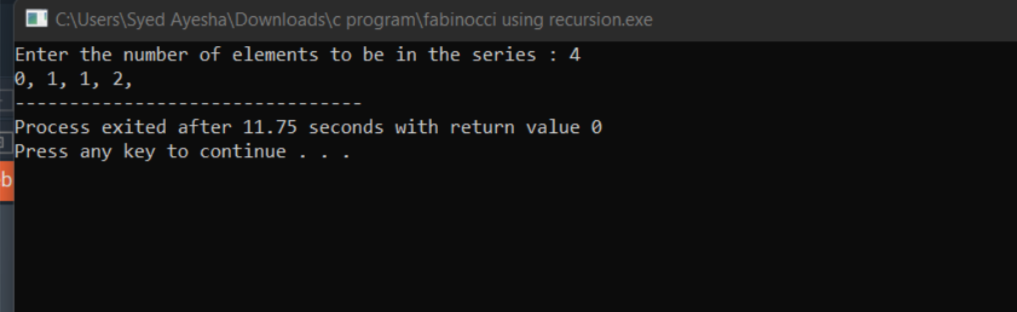 C:\Users\Syed Ayesha\Downloads\c program\fabinocci using recursion.exe
Enter the number of elements to be in the series : 4
0, 1, 1, 2,
--------------------------------
Process exited after 11.75 seconds with return value 0
Press any key to continue . . .
b